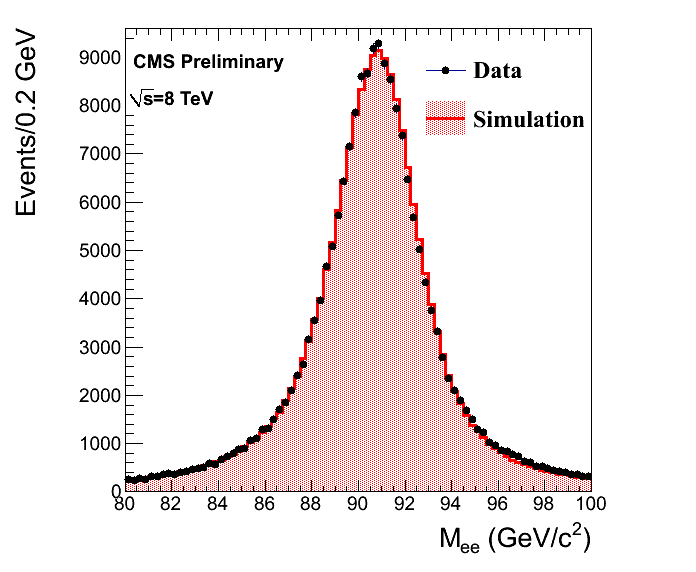 Events/0.2 GeV
9000
8000
7000
6000
5000
4000
3000
2000
1000
0
CMS Preliminary
√s=8 TeV
Data
Simulation
80 82 84 86 88 90 92 94 96 98 100
M_ee (GeV/c²)